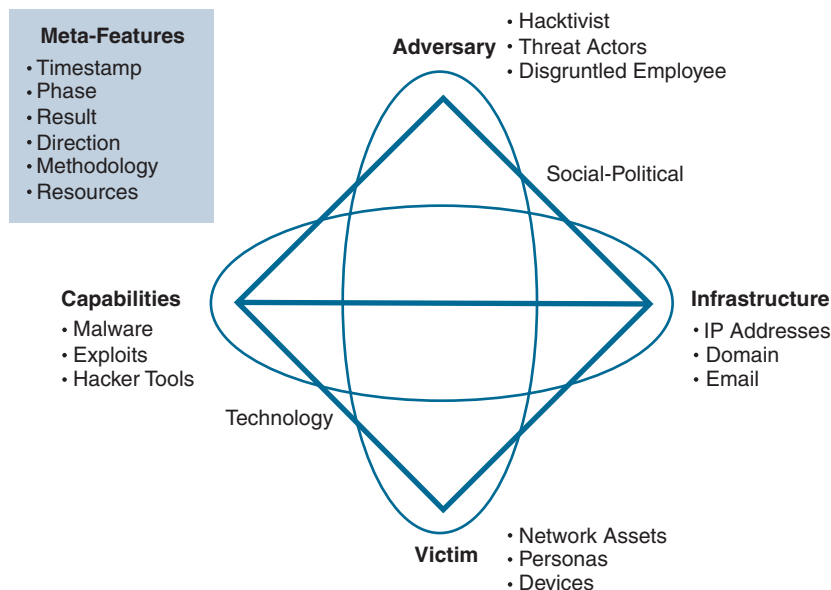 Meta-Features
• Timestamp
• Phase
• Result
• Direction
• Methodology
• Resources
Adversary
• Hacktivist
• Threat Actors
• Disgruntled Employee
Social-Political
Capabilities
• Malware
• Exploits
• Hacker Tools
Infrastructure
• IP Addresses
• Domain
• Email
Technology
Victim
• Network Assets
• Personas
• Devices